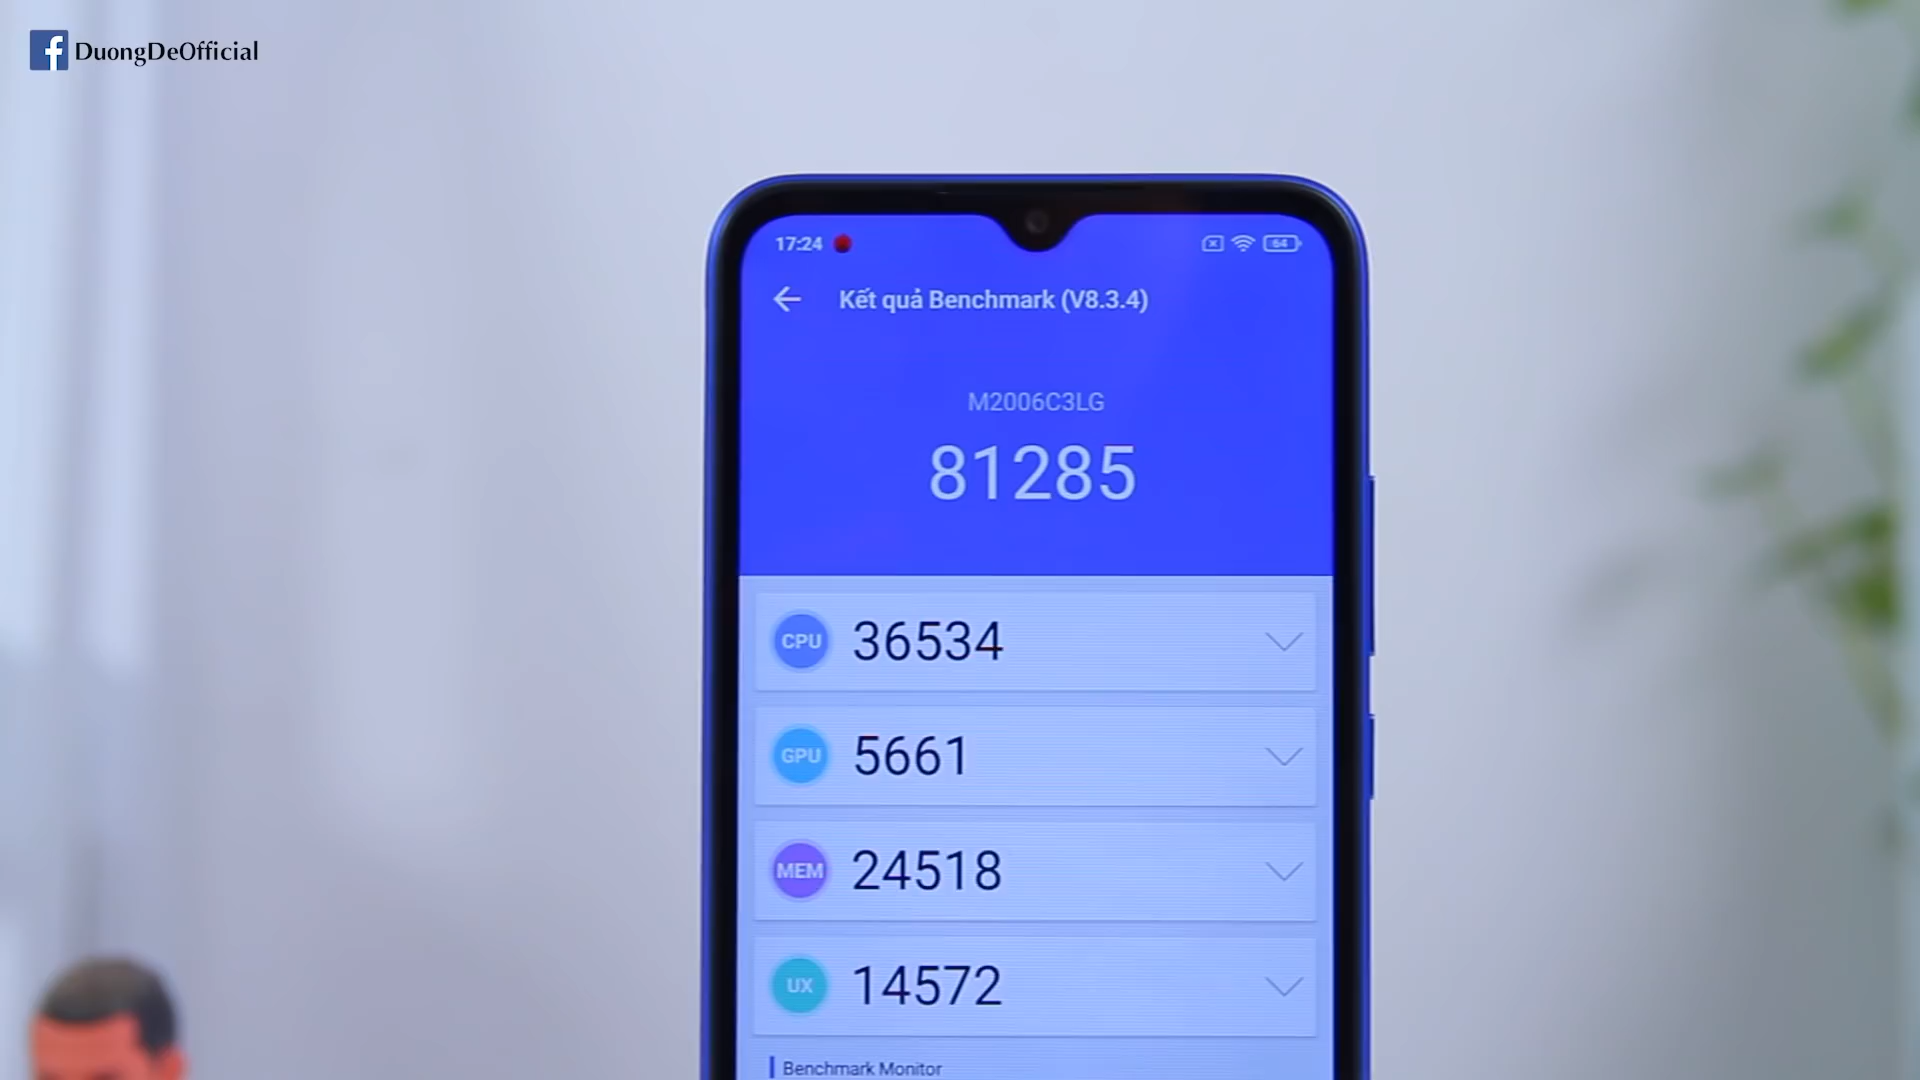 f DuongDeOfficial
17:24
64
Kết quả Benchmark (V8.3.4)
M2006C3LG
81285
CPU 36534
GPU 5661
MEM 24518
UX 14572
Benchmark Monitor